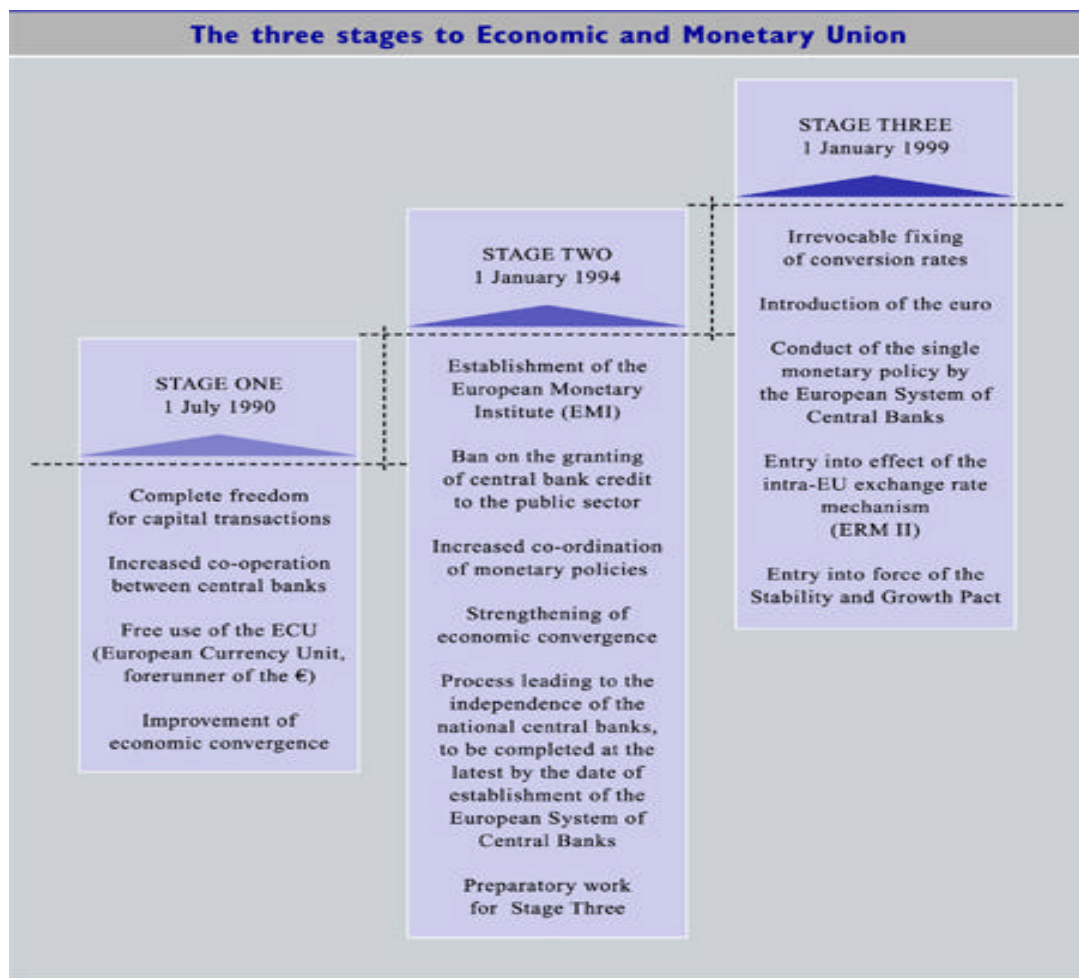 The three stages to Economic and Monetary Union
STAGE ONE
1 July 1990
Complete freedom
for capital transactions
Increased co-operation
between central banks
Free use of the ECU
(European Currency Unit,
forerunner of the €)
Improvement of
economic convergence
STAGE TWO
1 January 1994
Establishment of the
European Monetary
Institute (EMI)
Ban on the granting
of central bank credit
to the public sector
Increased co-ordination
of monetary policies
Strengthening of
economic convergence
Process leading to the
independence of the
national central banks,
to be completed at the
latest by the date of
establishment of the
European System of
Central Banks
Preparatory work
for Stage Three
STAGE THREE
1 January 1999
Irrevocable fixing
of conversion rates
Introduction of the euro
Conduct of the single
monetary policy by
the European System of
Central Banks
Entry into effect of the
intra-EU exchange rate
mechanism
(ERM II)
Entry into force of the
Stability and Growth Pact